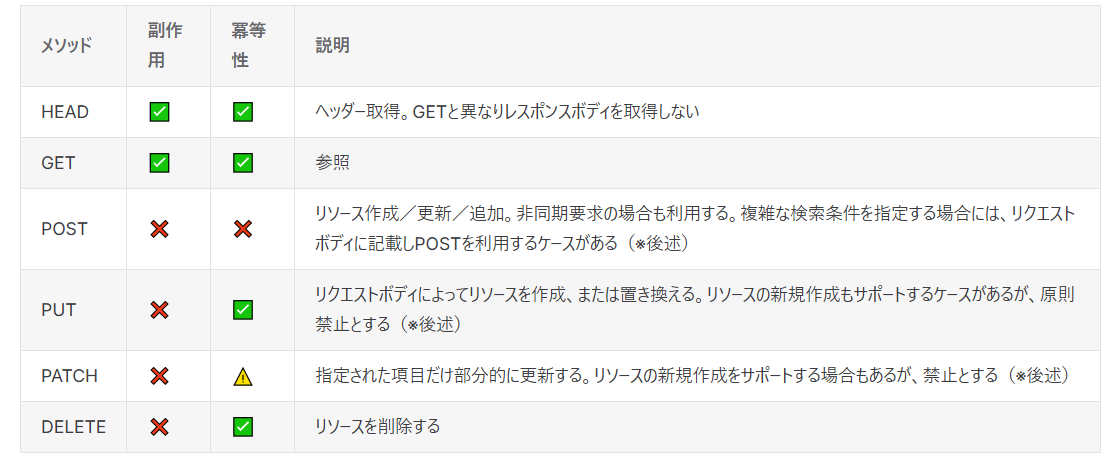 メソッド 副作用 冪等性 説明
HEAD ✅ ✅ ヘッダー取得。GETと異なりレスポンスボディを取得しない
GET ✅ ✅ 参照
POST ❌ ❌ リソース作成／更新／追加。非同期要求の場合も利用する。複雑な検索条件を指定する場合には、リクエスト
ボディに記載しPOSTを利用するケースがある（※後述）
PUT ❌ ✅ リクエストボディによってリソースを作成、または置き換える。リソースの新規作成もサポートするケースがあるが、原則
禁止とする（※後述）
PATCH ❌ ⚠ 指定された項目だけ部分的に更新する。リソースの新規作成をサポートする場合もあるが、禁止とする（※後述）
DELETE ❌ ✅ リソースを削除する